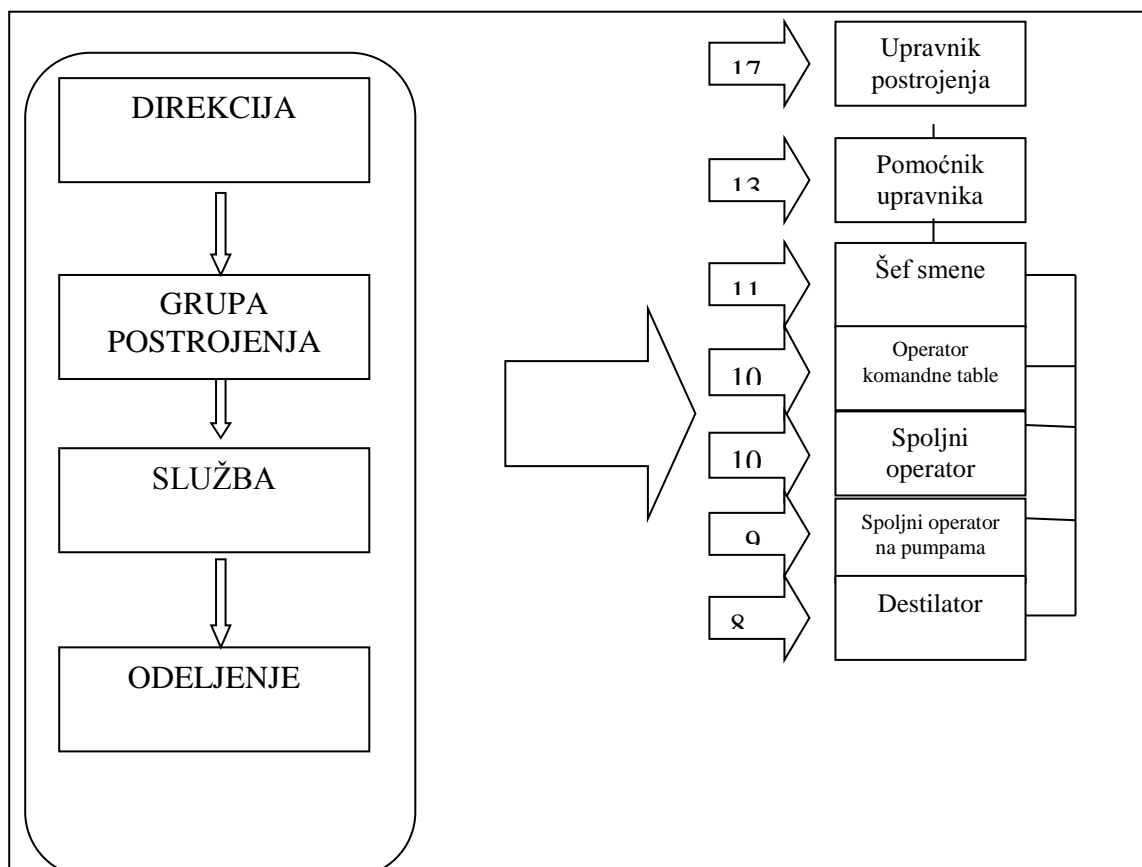 DIREKCIJA
GRUPA
POSTROJENJA
SLUŽBA
ODELJENJE
17
Upravnik
postrojenja
13
Pomoćnik
upravnika
11
Šef smene
10
Operator
komandne table
10
Spoljni
operator
9
Spoljni operator
na pumpama
8
Destilator